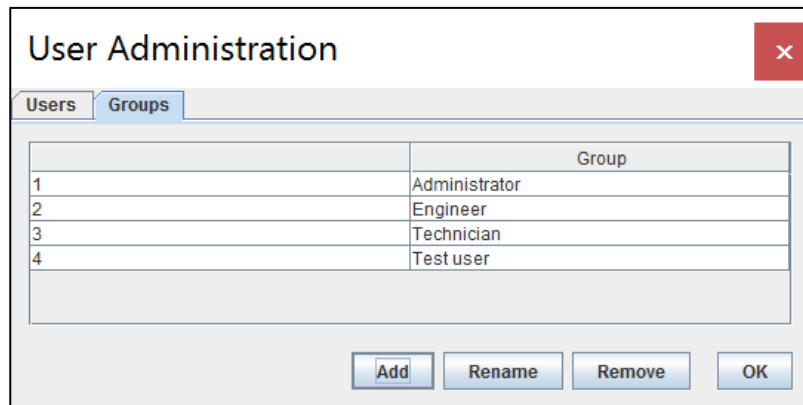 User Administration
Users Groups
Group
1 Administrator
2 Engineer
3 Technician
4 Test user
Add Rename Remove OK